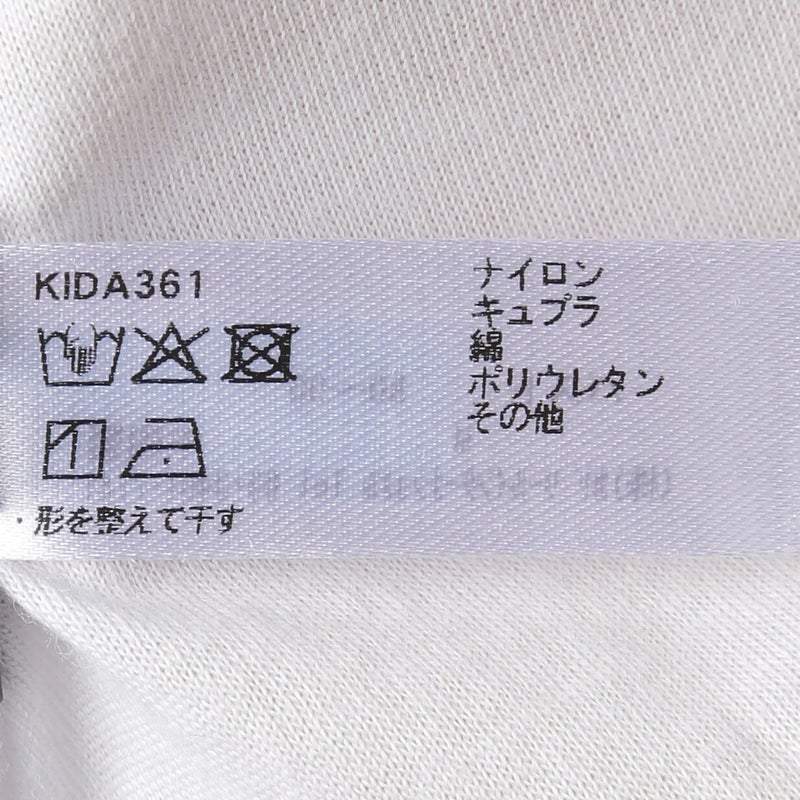 KIDA361
ナイロン
キュプラ
綿
ポリウレタン
その他
・形を整えて干す